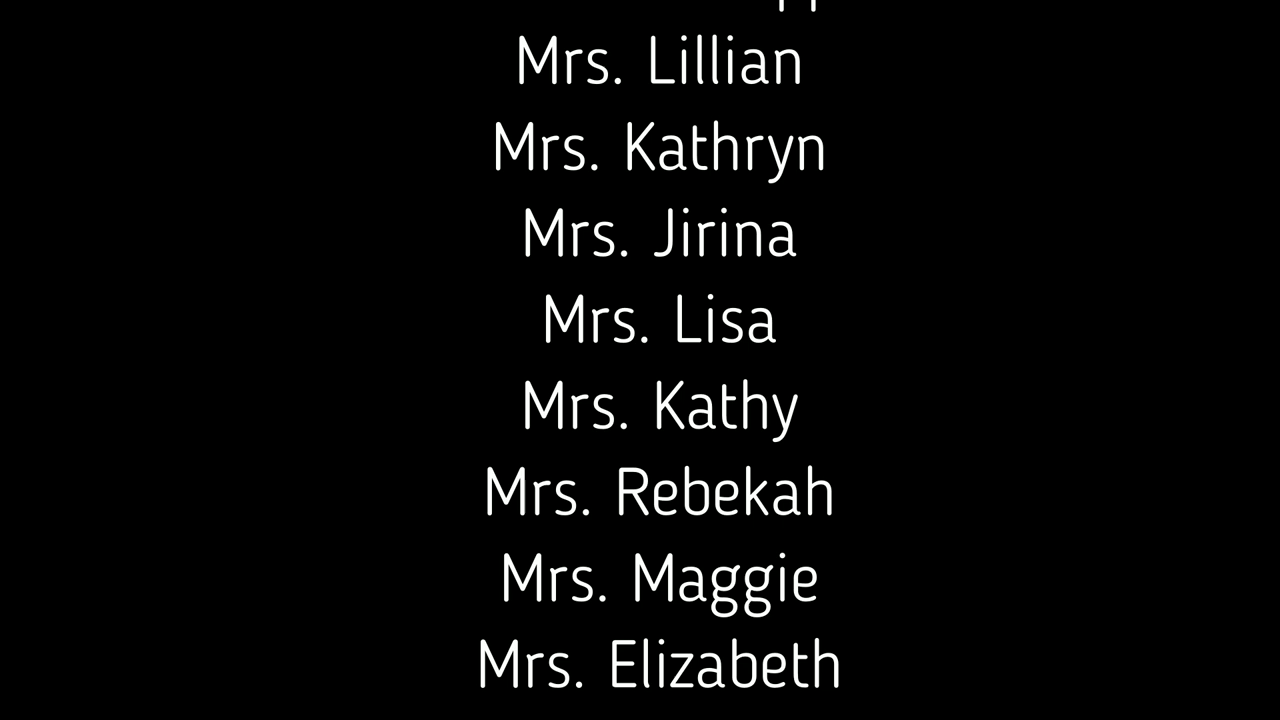 Mrs. Lillian
Mrs. Kathryn
Mrs. Jirina
Mrs. Lisa
Mrs. Kathy
Mrs. Rebekah
Mrs. Maggie
Mrs. Elizabeth